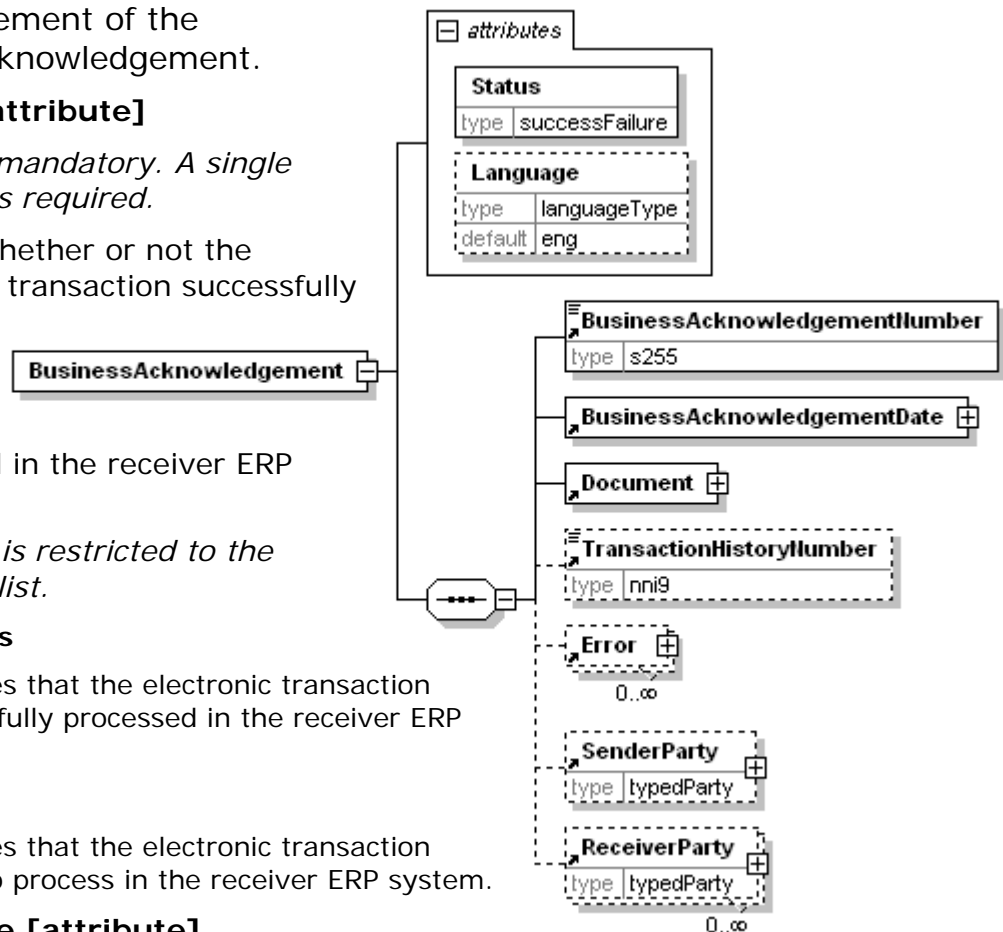 ement of the
knowledgement.
attribute]
mandatory. A single
s required.
hether or not the
transaction successfully
l in the receiver ERP
is restricted to the
list.
s
es that the electronic transaction
fully processed in the receiver ERP
es that the electronic transaction
o process in the receiver ERP system.
e [attribute]
attributes
Status
type successFailure
Language
type languageType
default eng
BusinessAcknowledgement
BusinessAcknowledgementNumber
type s255
BusinessAcknowledgementDate
Document
TransactionHistoryNumber
type nni9
Error
0..∞
SenderParty
type typedParty
ReceiverParty
type typedParty
0..∞